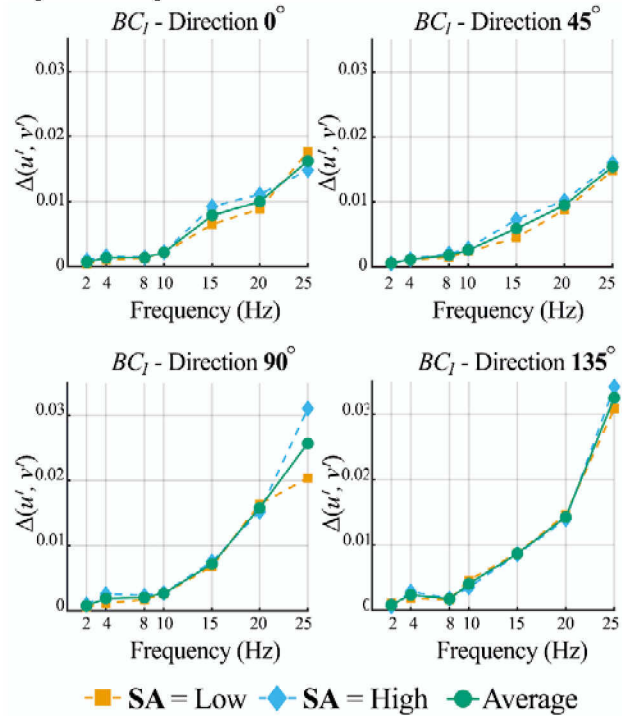 BC₁ - Direction 0°
BC₁ - Direction 45°
0.03
0.02
0.01
0
Δ(u′, v′)
2 4 8 10 15 20 25
Frequency (Hz)
0.03
0.02
0.01
0
Δ(u′, v′)
2 4 8 10 15 20 25
Frequency (Hz)
BC₁ - Direction 90°
BC₁ - Direction 135°
0.03
0.02
0.01
0
Δ(u′, v′)
2 4 8 10 15 20 25
Frequency (Hz)
0.03
0.02
0.01
0
Δ(u′, v′)
2 4 8 10 15 20 25
Frequency (Hz)
SA = Low SA = High Average